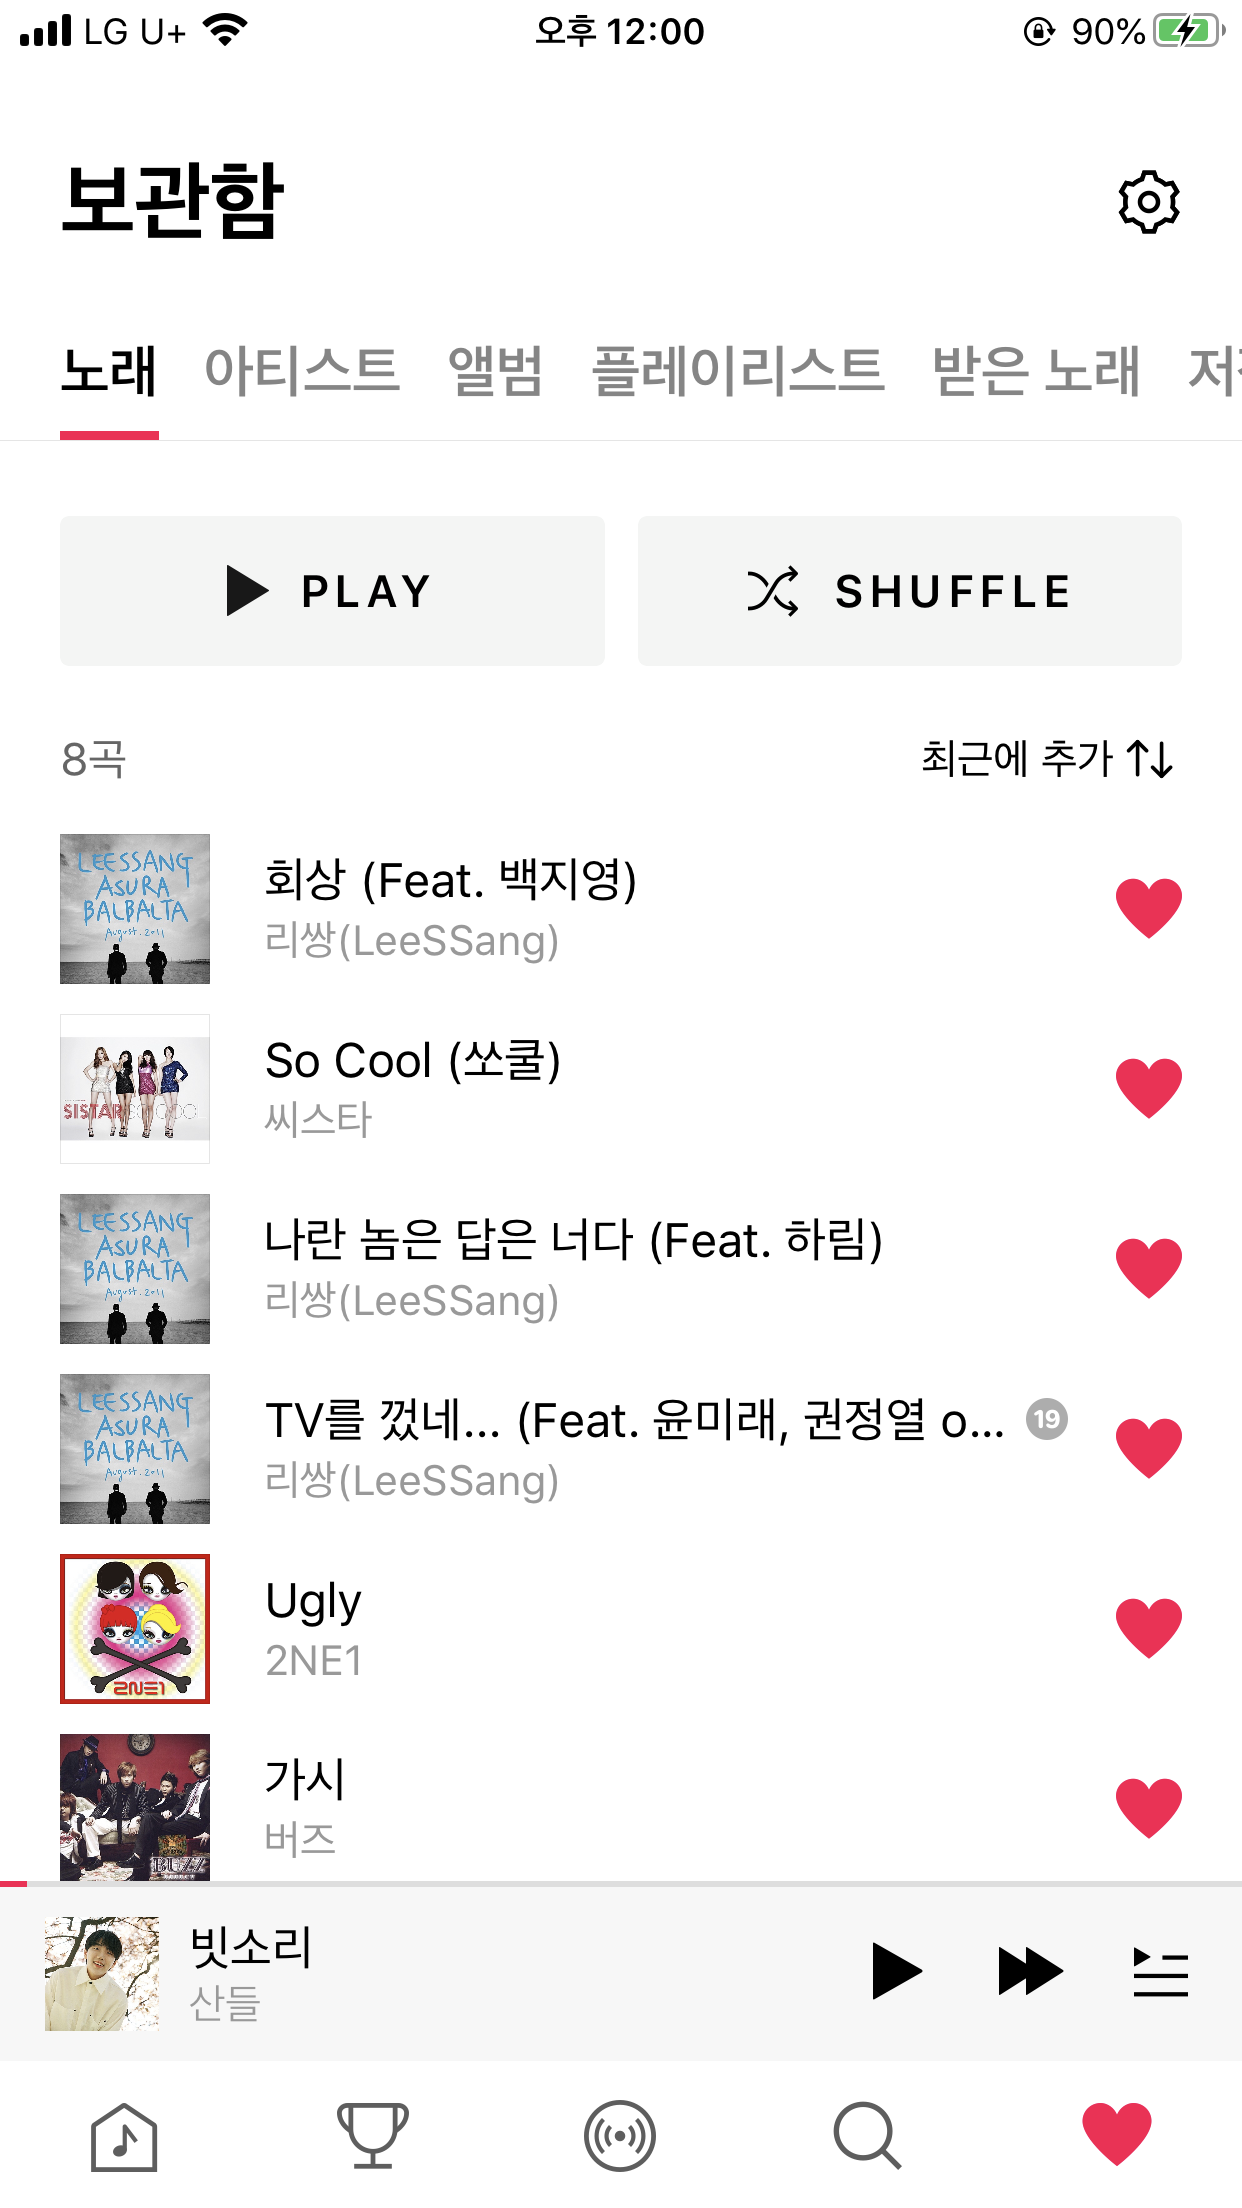 LG U+ 오후 12:00 90%
보관함
노래 아티스트 앨범 플레이리스트 받은 노래
PLAY SHUFFLE
8곡 최근에 추가
LEESSANG
ASURA
BALBALTA
August.2011
회상 (Feat. 백지영)
리쌍(LeeSSang)
SISTAR SO COOL
So Cool (쏘쿨)
씨스타
LEESSANG
ASURA
BALBALTA
August.2011
나란 놈은 답은 너다 (Feat. 하림)
리쌍(LeeSSang)
LEESSANG
ASURA
BALBALTA
August.2011
TV를 껐네... (Feat. 윤미래, 권정열 o... 19
리쌍(LeeSSang)
2NE1
Ugly
2NE1
BUZZ
가시
버즈
빗소리
산들